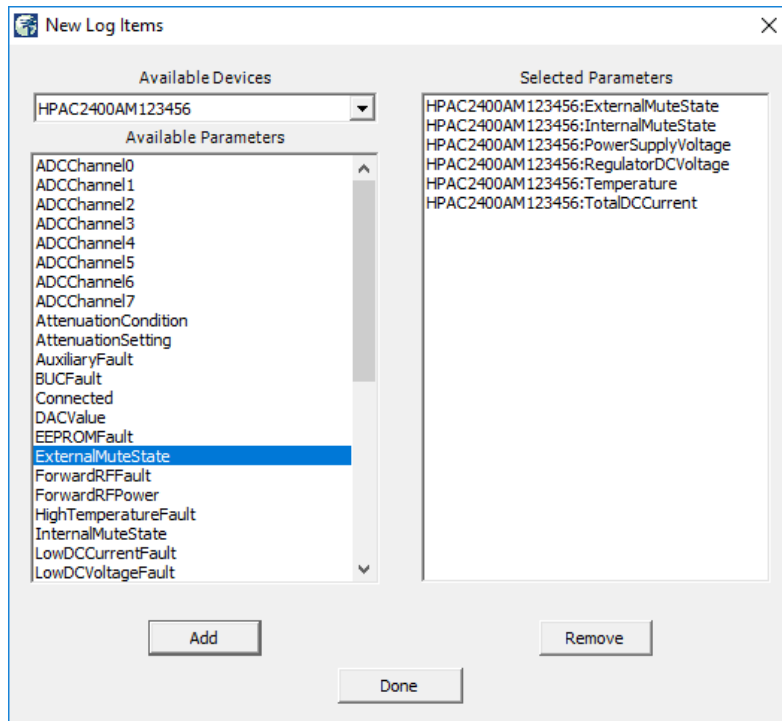 New Log Items
Available Devices
HPAC2400AM123456
Available Parameters
ADCChannel0
ADCChannel1
ADCChannel2
ADCChannel3
ADCChannel4
ADCChannel5
ADCChannel6
ADCChannel7
AttenuationCondition
AttenuationSetting
AuxiliaryFault
BUCFault
Connected
DACValue
EEPROMFault
ExternalMuteState
ForwardRFFault
ForwardRFPower
HighTemperatureFault
InternalMuteState
LowDCCurrentFault
LowDCVoltageFault
Add
Selected Parameters
HPAC2400AM123456:ExternalMuteState
HPAC2400AM123456:InternalMuteState
HPAC2400AM123456:PowerSupplyVoltage
HPAC2400AM123456:RegulatorDCVoltage
HPAC2400AM123456:Temperature
HPAC2400AM123456:TotalDCCurrent
Remove
Done